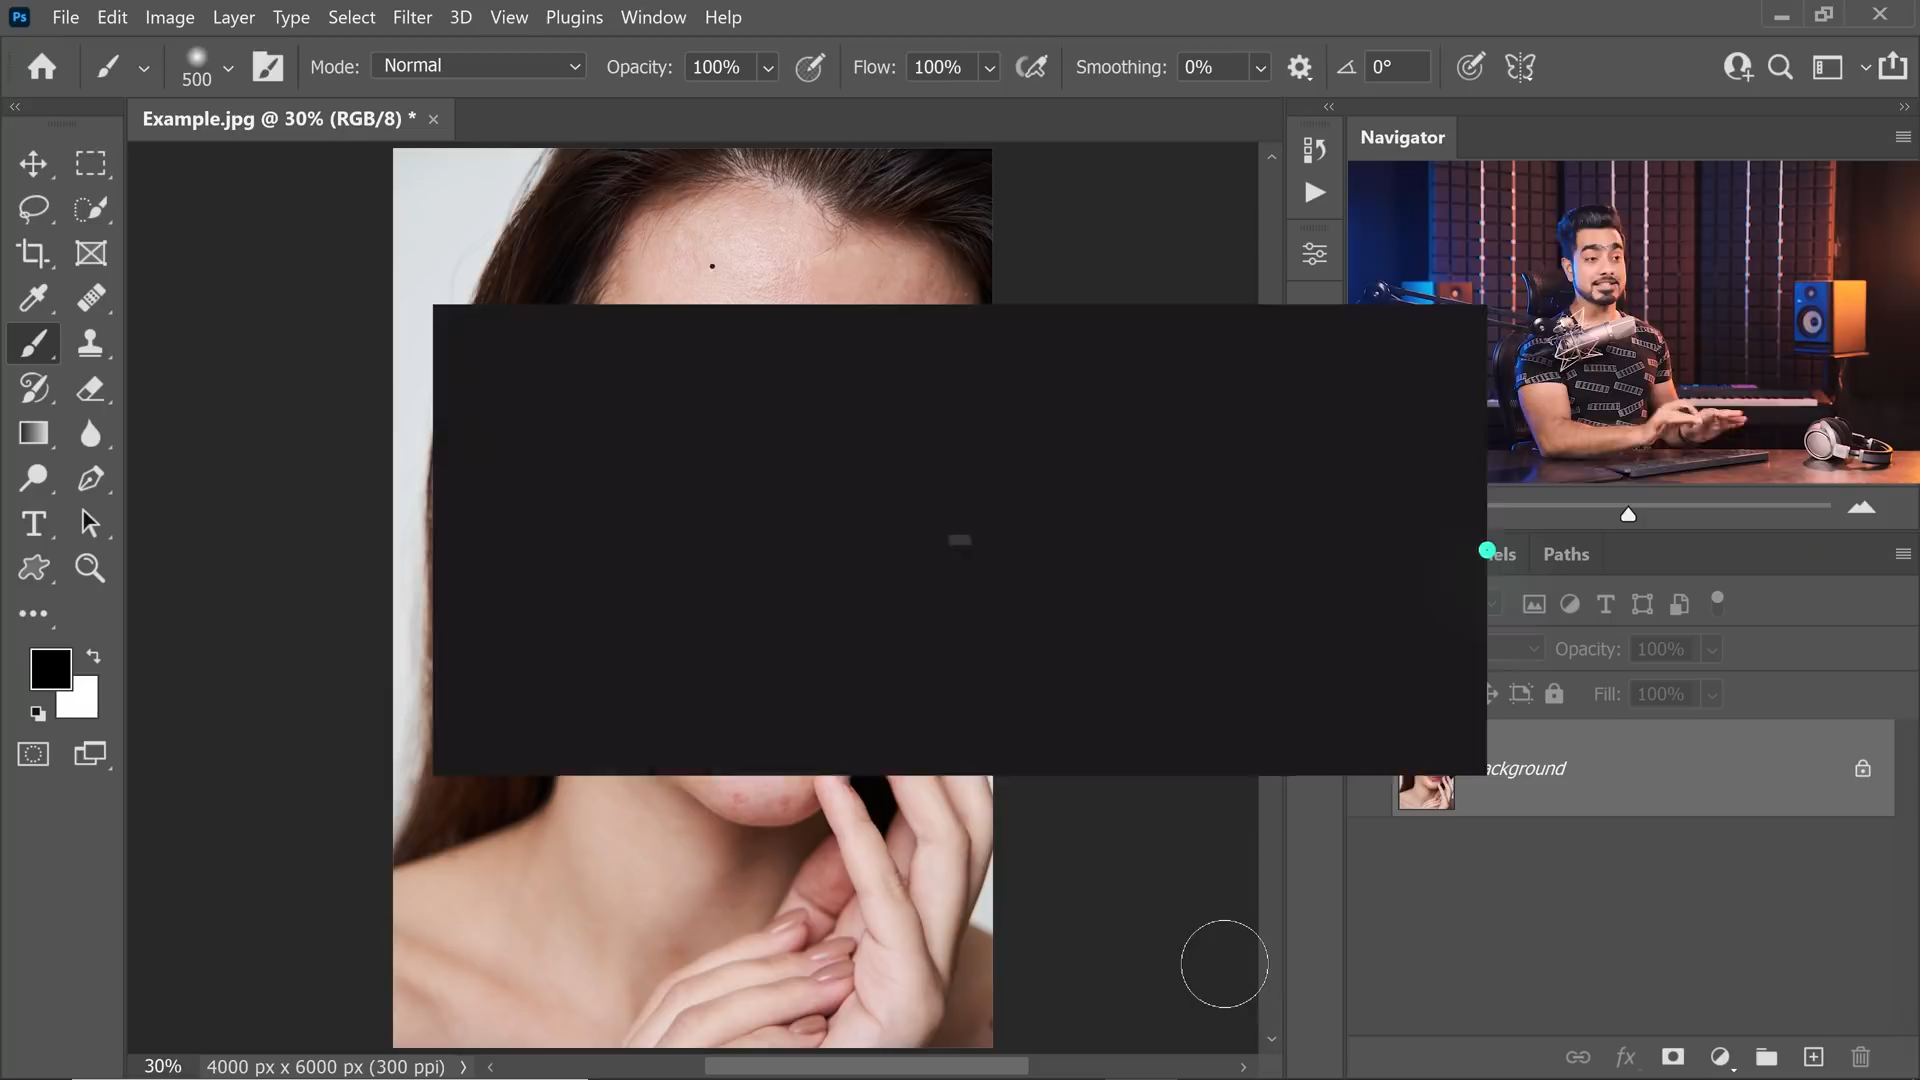 Ps File Edit Image Layer Type Select Filter 3D View Plugins Window Help
500 Mode: Normal Opacity: 100% Flow: 100% Smoothing: 0% 0°
Example.jpg @ 30% (RGB/8) *
Navigator
els Paths
Opacity: 100%
Fill: 100%
ackground
fx
30% 4000 px x 6000 px (300 ppi)